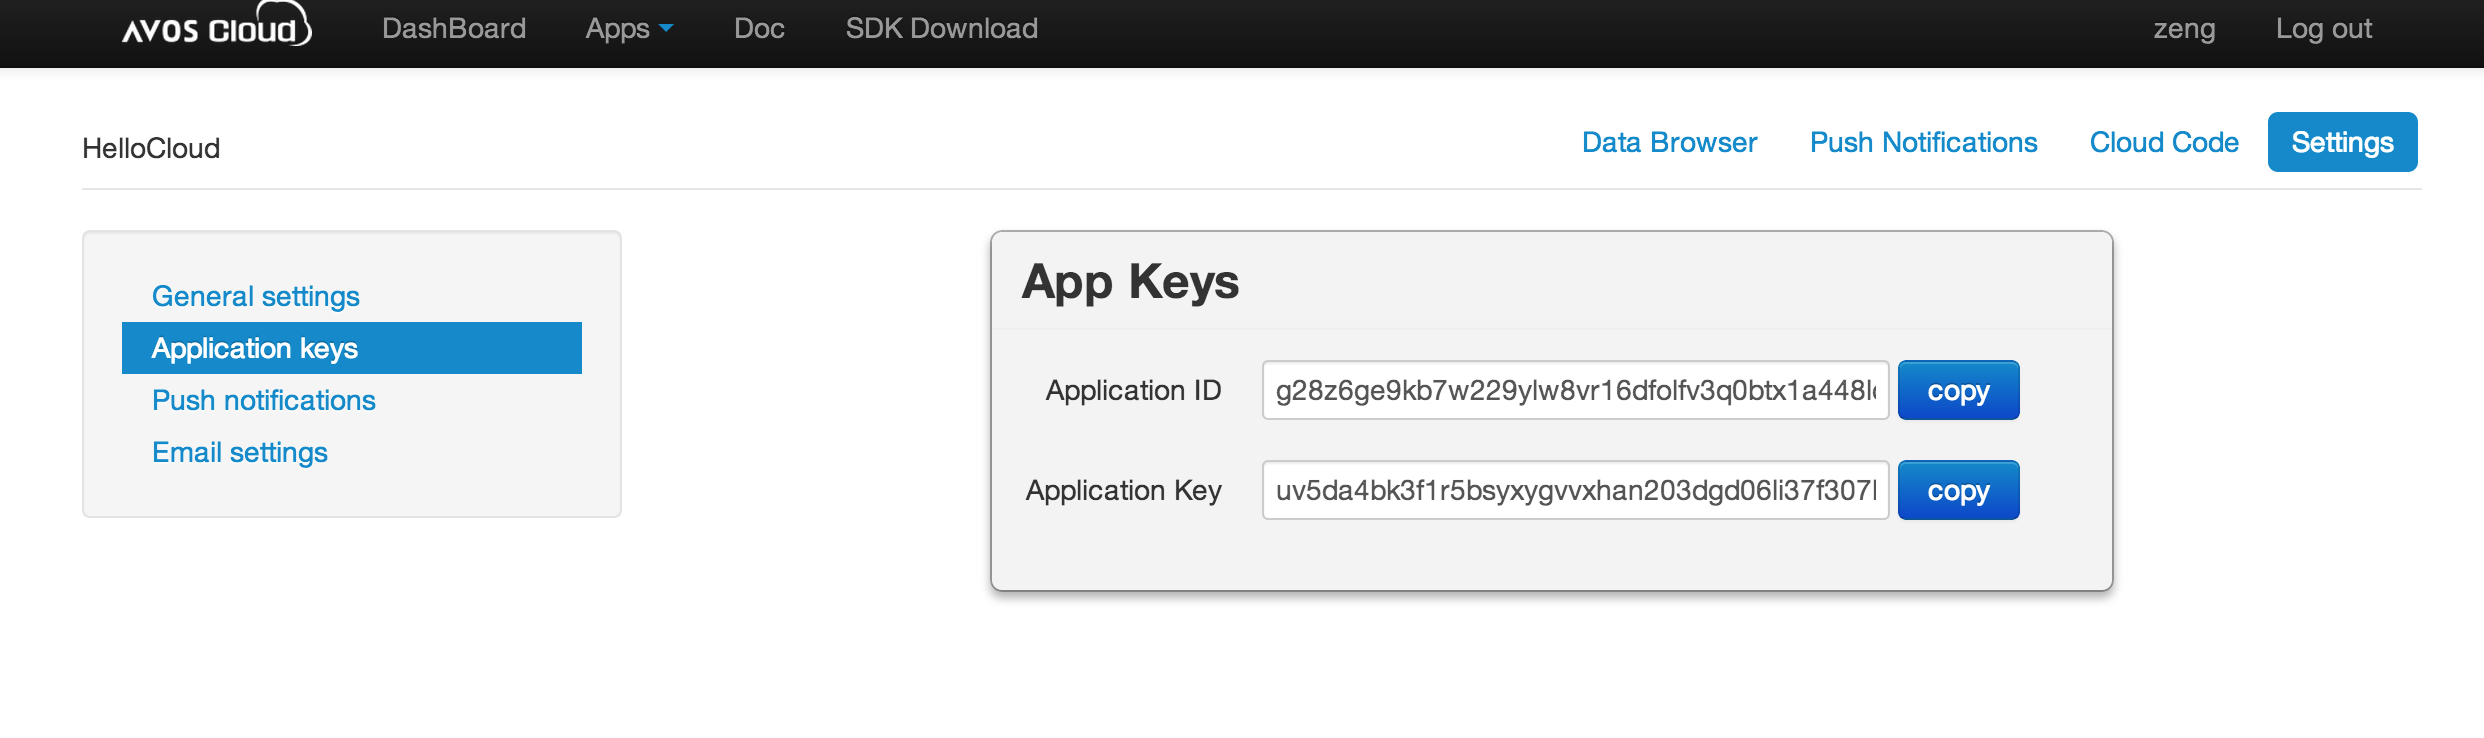 AVOS Cloud DashBoard Apps Doc SDK Download zeng Log out
HelloCloud Data Browser Push Notifications Cloud Code Settings
General settings
Application keys
Push notifications
Email settings
App Keys
Application ID g28z6ge9kb7w229ylw8vr16dfolfv3q0btx1a448l copy
Application Key uv5da4bk3f1r5bsyxygvvxhan203dgd06li37f307 copy